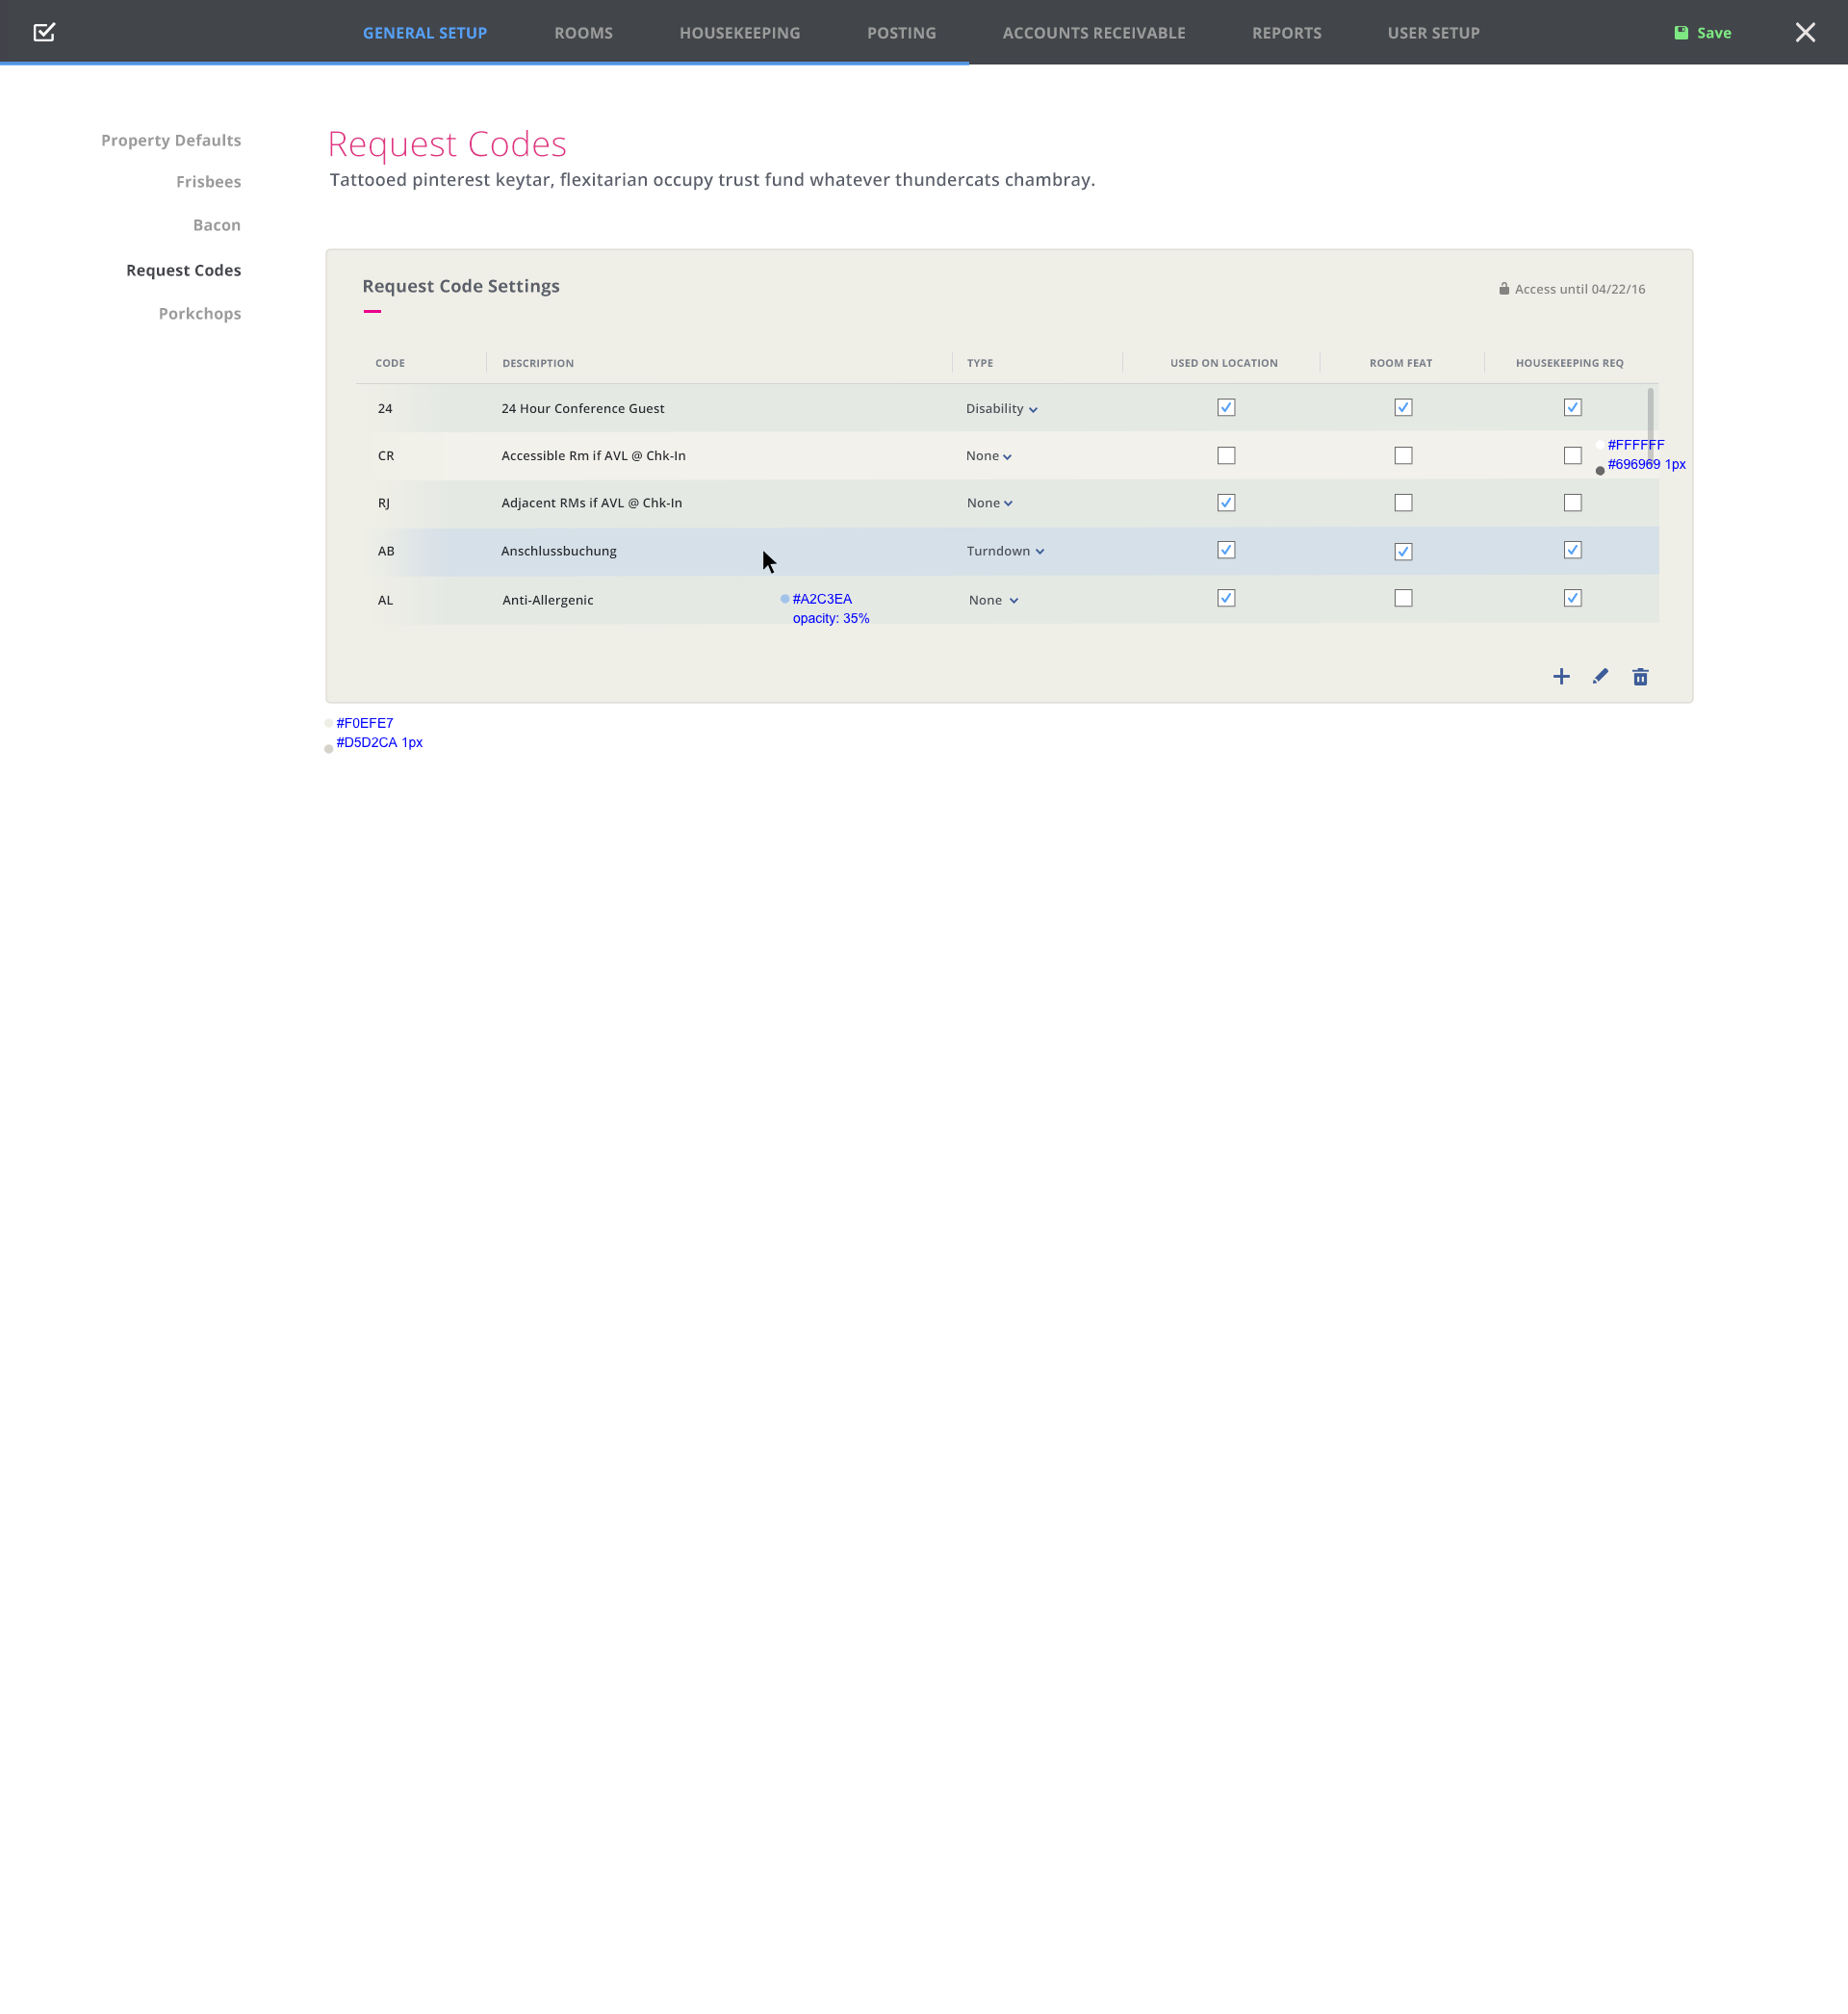 GENERAL SETUP ROOMS HOUSEKEEPING POSTING ACCOUNTS RECEIVABLE REPORTS USER SETUP Save
Property Defaults
Frisbees
Bacon
Request Codes
Porkchops
Request Codes
Tattooed pinterest keytar, flexitarian occupy trust fund whatever thundercats chambray.
Request Code Settings
Access until 04/22/16
CODE DESCRIPTION TYPE USED ON LOCATION ROOM FEAT HOUSEKEEPING REQ
24 24 Hour Conference Guest Disability
#FFFFFF
CR Accessible Rm if AVL @ Chk-In None
#696969 1px
RJ Adjacent RMs if AVL @ Chk-In None
AB Anschlussbuchung Turndown
AL Anti-Allergenic None
#A2C3EA
opacity: 35%
#F0EFE7
#D5D2CA 1px